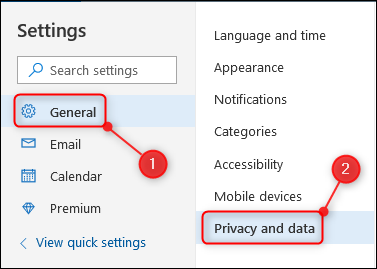 Settings
Search settings
General
1
Email
Calendar
Premium
View quick settings
Language and time
Appearance
Notifications
Categories
Accessibility
Mobile devices
2
Privacy and data